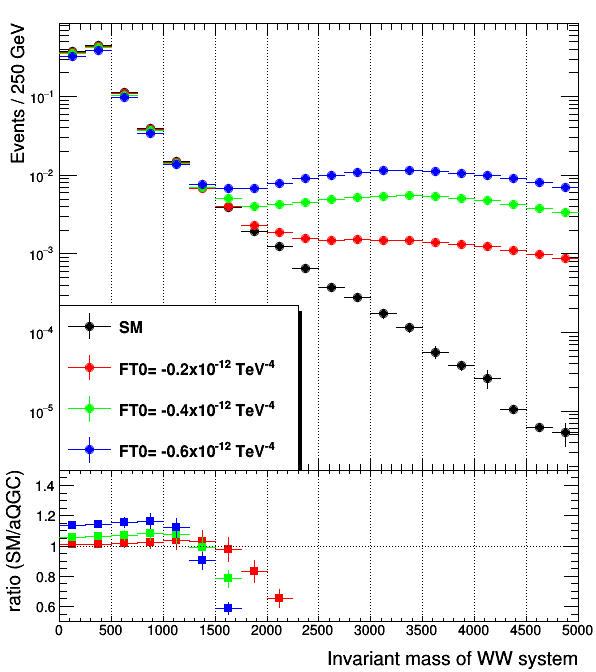 Events / 250 GeV
10⁻¹
10⁻²
10⁻³
10⁻⁴
10⁻⁵
SM
FT0= -0.2x10⁻¹² TeV⁻⁴
FT0= -0.4x10⁻¹² TeV⁻⁴
FT0= -0.6x10⁻¹² TeV⁻⁴
ratio (SM/aQGC)
1.4
1.2
1
0.8
0.6
0 500 1000 1500 2000 2500 3000 3500 4000 4500 5000
Invariant mass of WW system